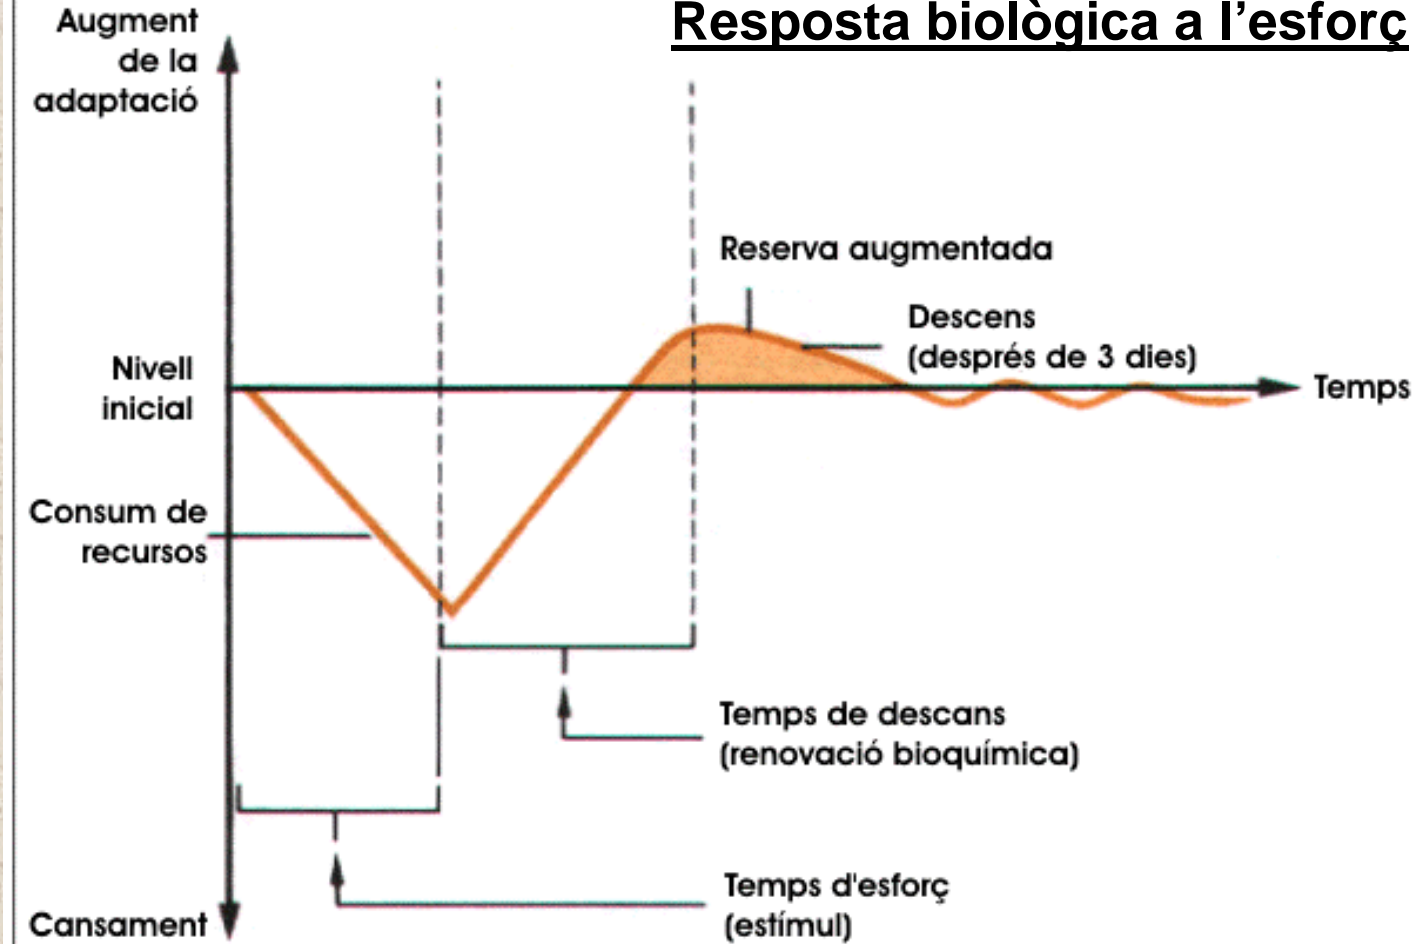 Resposta biològica a l’esforç
Augment
de la
adaptació
Reserva augmentada
Descens
(després de 3 dies)
Nivell
inicial
Temps
Consum de
recursos
Temps de descans
(renovació bioquímica)
Temps d'esforç
(estímul)
Cansament